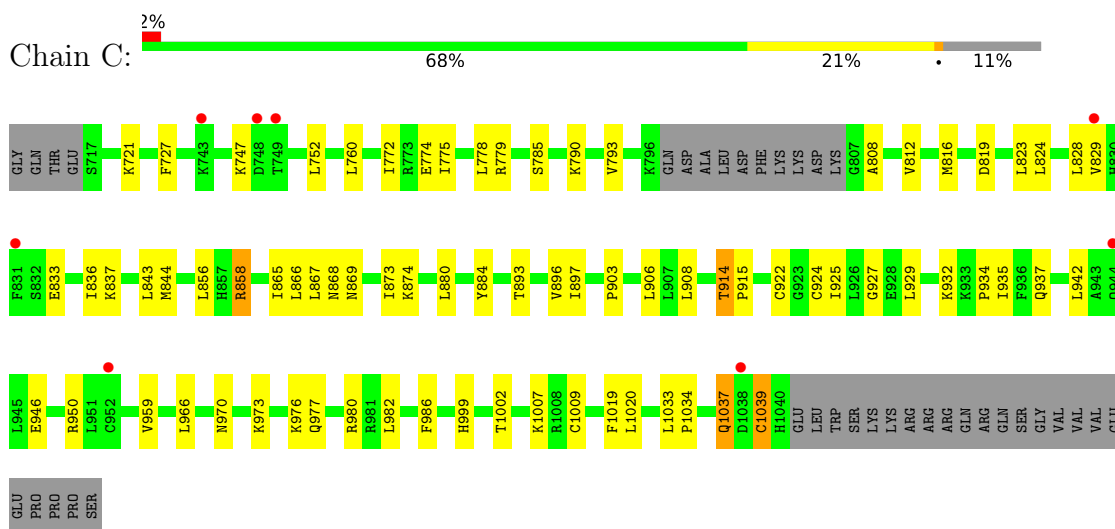 2%
Chain C:
68% 21% • 11%
GLY GLN THR GLU S717 K721 F727 K743 K747 D748 T749 L752 L760 I772 R773 E774 I775 L778 R779 S785 K790 V793 K796 GLN ASP ALA LEU ASP PHE LYS LYS ASP LYS G807 A808 V812 M816 D819 L823 L824 L828 V829 H830
F831 S832 E833 I836 K837 L843 M844 L856 H857 R858 I865 L866 L867 N868 N869 I873 K874 L880 Y884 T893 V896 I897 P903 L906 L907 L908 T914 P915 C922 G923 C924 I925 L926 G927 E928 L929 K932 K933 P934 I935 F936 Q937 L942 A943
L945 E946 R950 L951 C952 V959 L966 N970 K973 K976 Q977 R980 R981 L982 F986 H999 T1002 K1007 R1008 C1009 F1019 L1020 L1033 P1034 Q1037 D1038 C1039 H1040 GLU LEU TRP SER LYS LYS ARG ARG ARG GLN ARG GLN SER GLY VAL VAL VAL GLU
GLU PRO PRO PRO SER